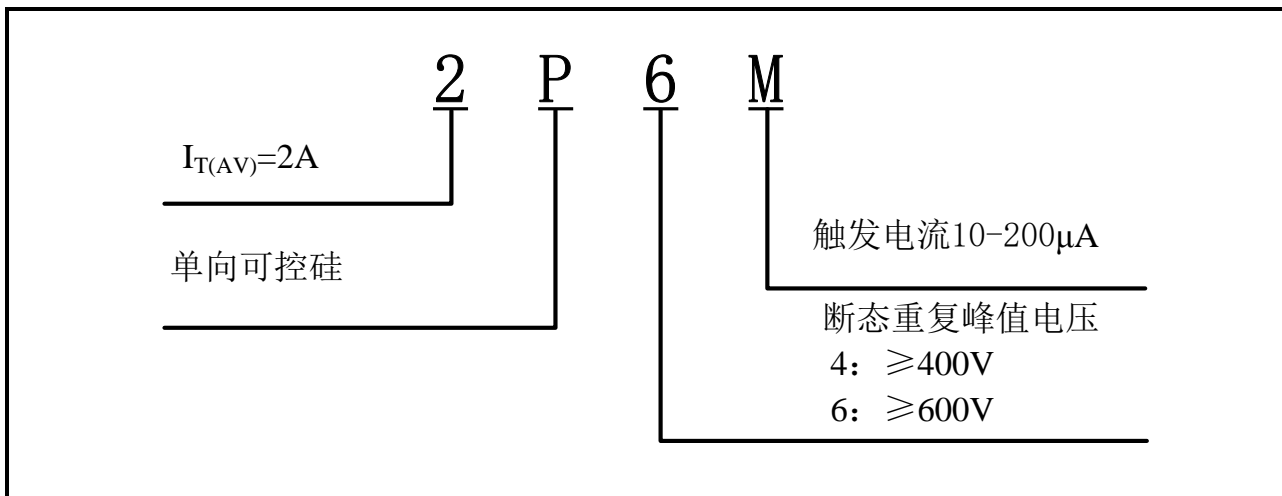 2 P 6 M
I_T(AV)=2A
单向可控硅
触发电流10-200μA
断态重复峰值电压
4：≥400V
6：≥600V